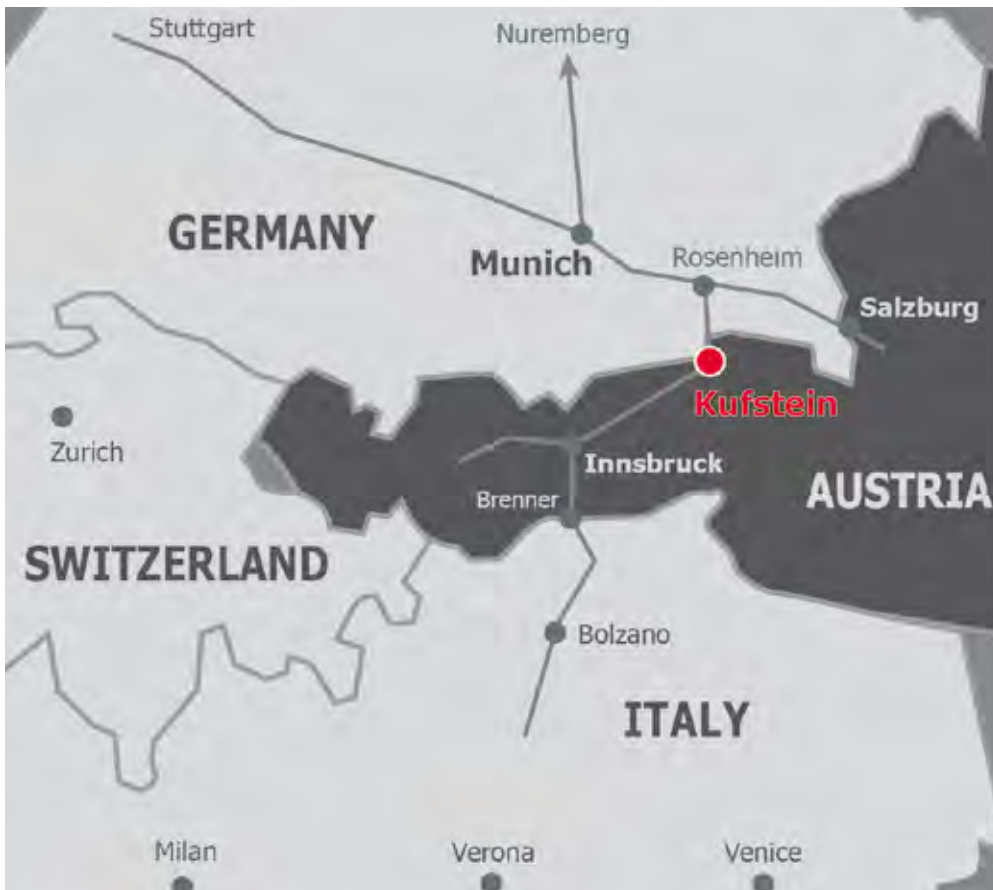 Stuttgart
Nuremberg
GERMANY
Munich
Rosenheim
Salzburg
Kufstein
Zurich
Innsbruck
Brenner
AUSTRIA
SWITZERLAND
Bolzano
ITALY
Milan
Verona
Venice